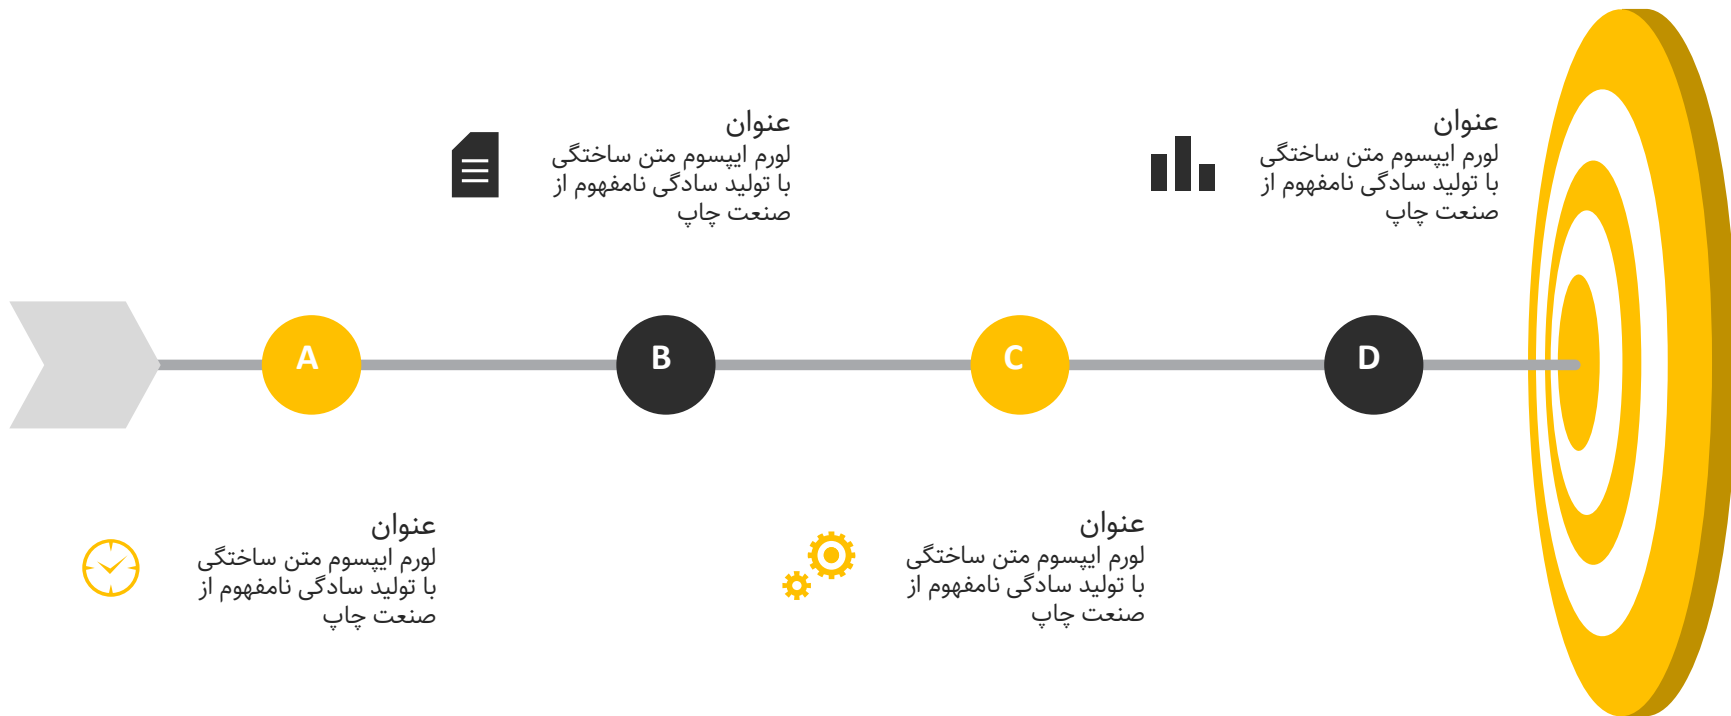 عنوان
لورم ایپسوم متن ساختگی
با تولید سادگی نامفهوم از
صنعت چاپ
عنوان
لورم ایپسوم متن ساختگی
با تولید سادگی نامفهوم از
صنعت چاپ
A
B
C
D
عنوان
لورم ایپسوم متن ساختگی
با تولید سادگی نامفهوم از
صنعت چاپ
عنوان
لورم ایپسوم متن ساختگی
با تولید سادگی نامفهوم از
صنعت چاپ